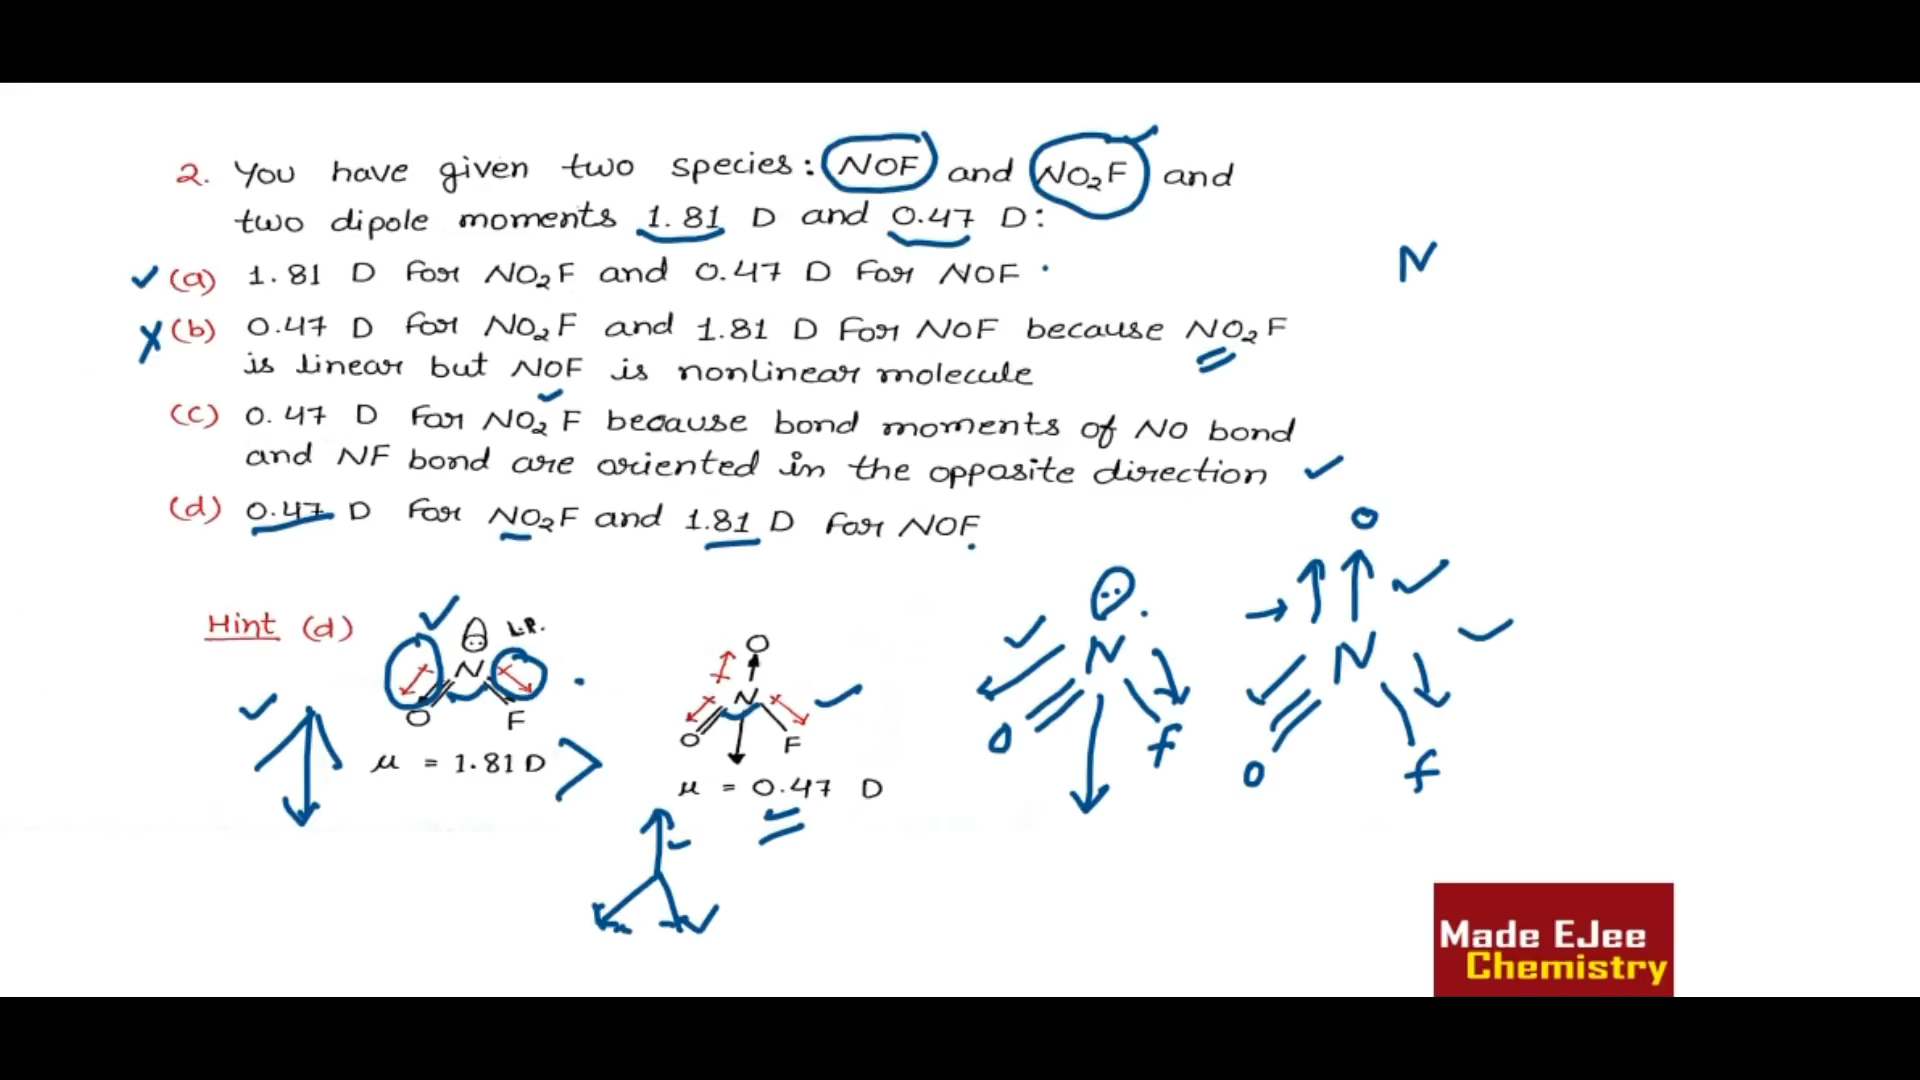 2. You have given two species: NOF and NO₂F and
two dipole moments 1.81 D and 0.47 D:
(a) 1.81 D for NO₂F and 0.47 D for NOF
(b) 0.47 D for NO₂F and 1.81 D for NOF because NO₂F
is linear but NOF is nonlinear molecule
(c) 0.47 D for NO₂F because bond moments of NO bond
and NF bond are oriented in the opposite direction
(d) 0.47 D for NO₂F and 1.81 D for NOF.
N
Hint (d)
L.P.
N
O F
μ = 1.81 D >
O
N
O F
μ = 0.47 D
N
O F
O
N
O F
Made EJee
Chemistry